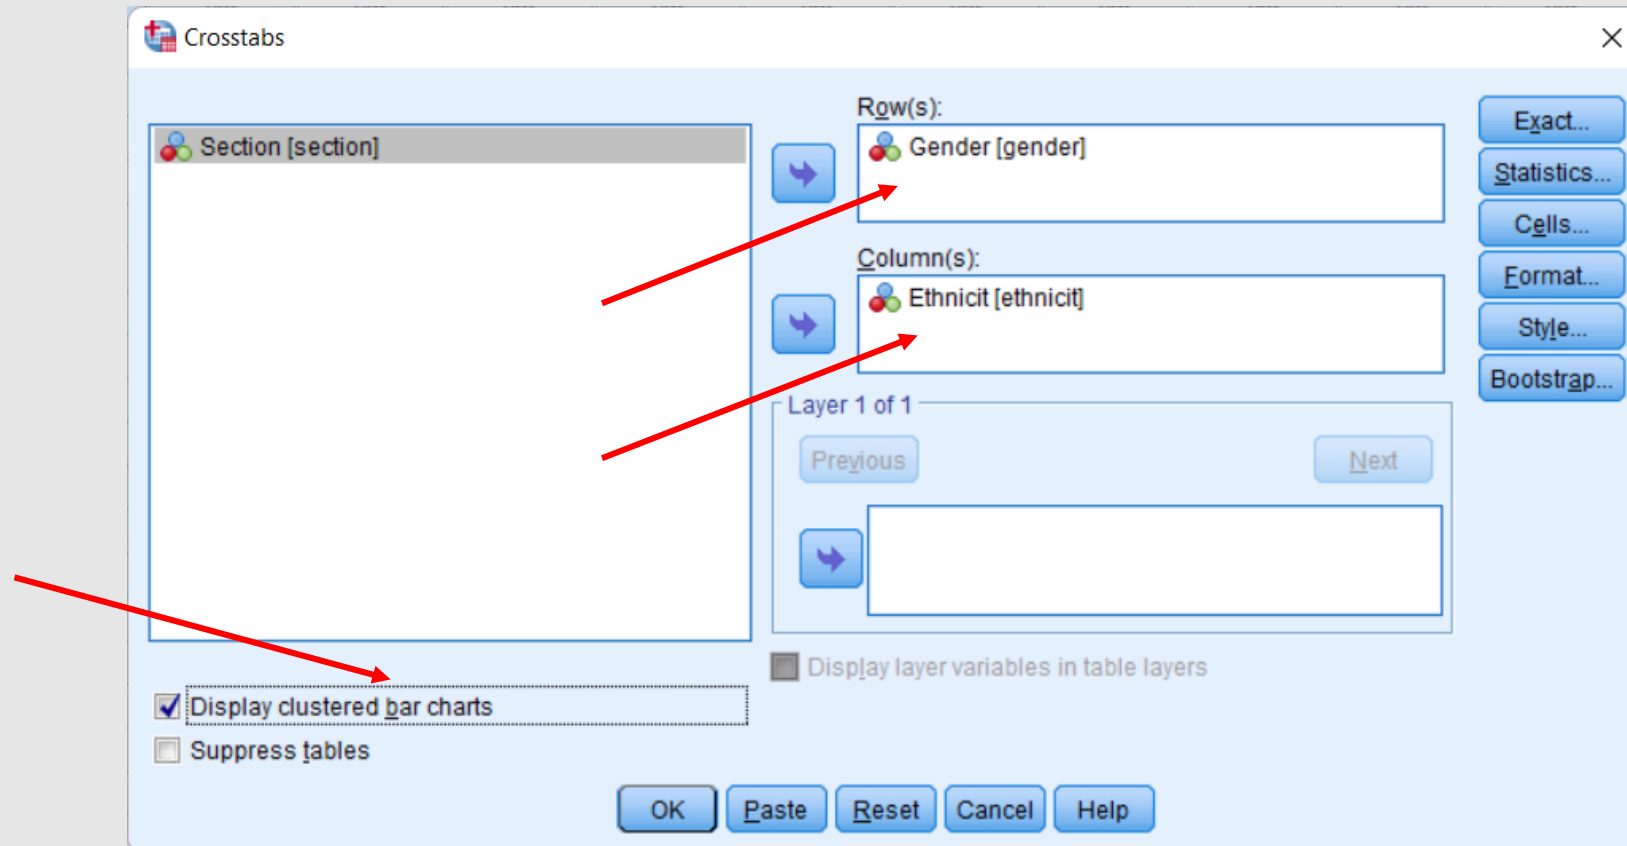 Crosstabs
Section [section]
Row(s):
Gender [gender]
Column(s):
Ethnicit [ethnicit]
Layer 1 of 1
Previous
Next
Display layer variables in table layers
Display clustered bar charts
Suppress tables
Exact...
Statistics...
Cells...
Format...
Style...
Bootstrap...
OK
Paste
Reset
Cancel
Help